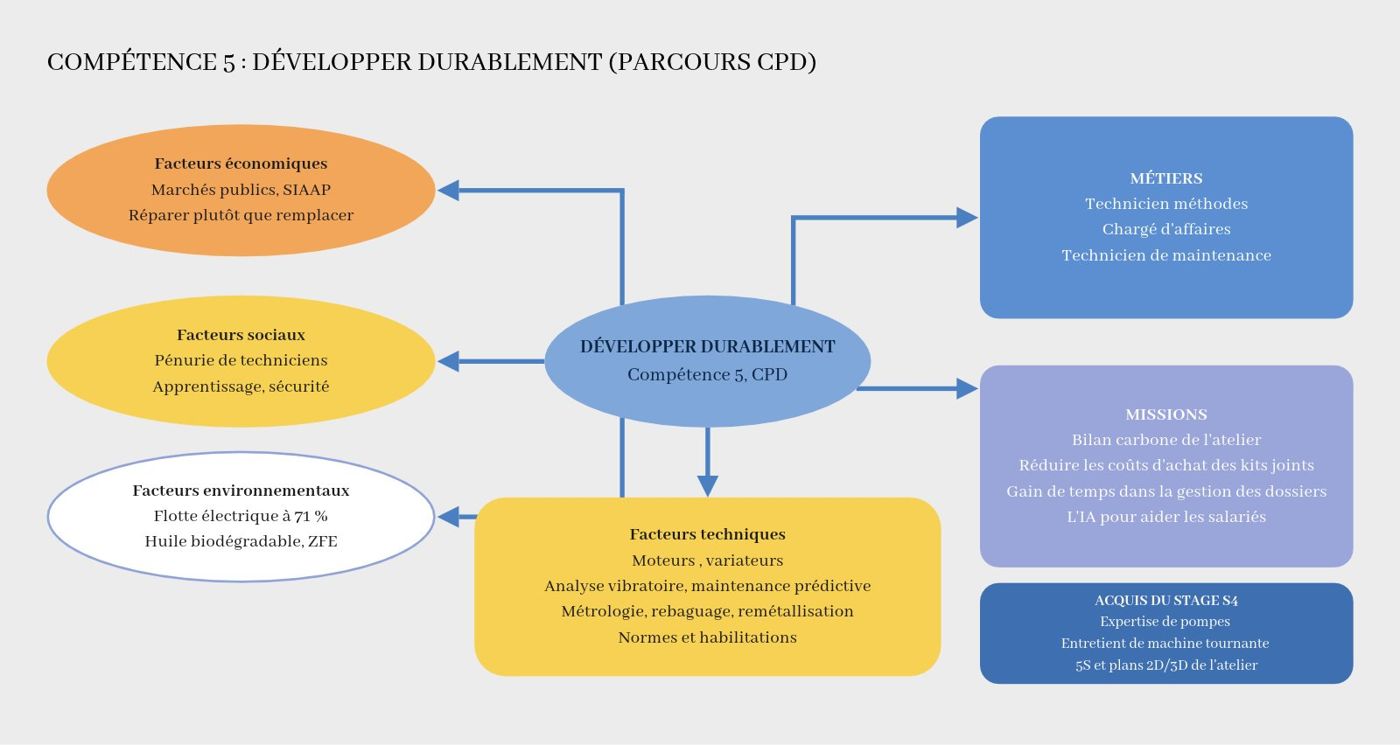 COMPÉTENCE 5 : DÉVELOPPER DURABLEMENT (PARCOURS CPD)
Facteurs économiques
Marchés publics, SIAAP
Réparer plutôt que remplacer
Facteurs sociaux
Pénurie de techniciens
Apprentissage, sécurité
Facteurs environnementaux
Flotte électrique à 71 %
Huile biodégradable, ZFE
DÉVELOPPER DURABLEMENT
Compétence 5, CPD
Facteurs techniques
Moteurs , variateurs
Analyse vibratoire, maintenance prédictive
Métrologie, rebaguage, remétallisation
Normes et habilitations
MÉTIERS
Technicien méthodes
Chargé d'affaires
Technicien de maintenance
MISSIONS
Bilan carbone de l'atelier
Réduire les coûts d'achat des kits joints
Gain de temps dans la gestion des dossiers
L'IA pour aider les salariés
ACQUIS DU STAGE S4
Expertise de pompes
Entretient de machine tournante
5S et plans 2D/3D de l'atelier